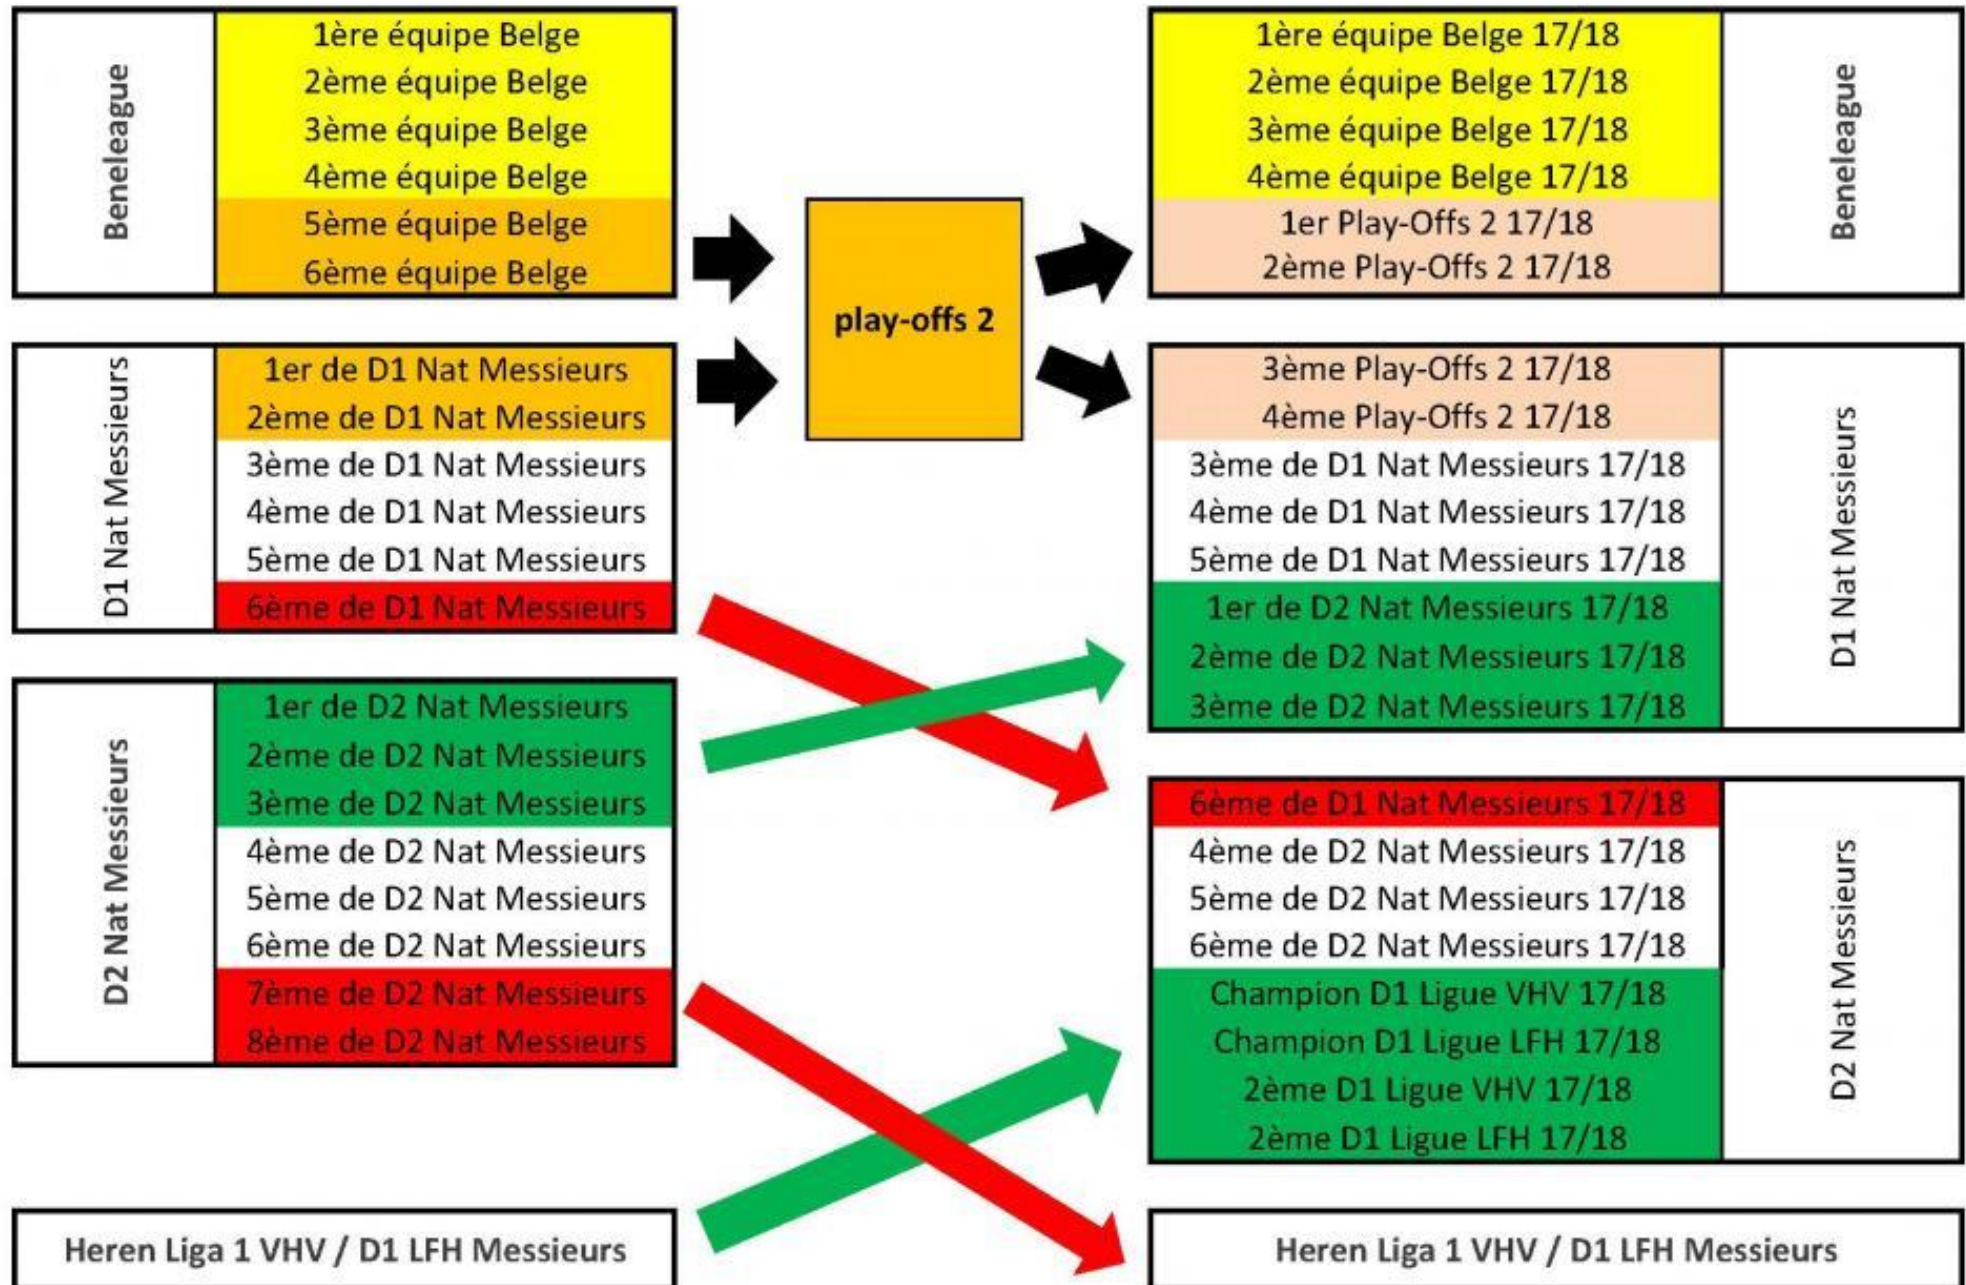 Beneleague
1ère équipe Belge
2ème équipe Belge
3ème équipe Belge
4ème équipe Belge
5ème équipe Belge
6ème équipe Belge
D1 Nat Messieurs
1er de D1 Nat Messieurs
2ème de D1 Nat Messieurs
3ème de D1 Nat Messieurs
4ème de D1 Nat Messieurs
5ème de D1 Nat Messieurs
6ème de D1 Nat Messieurs
D2 Nat Messieurs
1er de D2 Nat Messieurs
2ème de D2 Nat Messieurs
3ème de D2 Nat Messieurs
4ème de D2 Nat Messieurs
5ème de D2 Nat Messieurs
6ème de D2 Nat Messieurs
7ème de D2 Nat Messieurs
8ème de D2 Nat Messieurs
Heren Liga 1 VHV / D1 LFH Messieurs
play-offs 2
1ère équipe Belge 17/18
2ème équipe Belge 17/18
3ème équipe Belge 17/18
4ème équipe Belge 17/18
1er Play-Offs 2 17/18
2ème Play-Offs 2 17/18
Beneleague
3ème Play-Offs 2 17/18
4ème Play-Offs 2 17/18
3ème de D1 Nat Messieurs 17/18
4ème de D1 Nat Messieurs 17/18
5ème de D1 Nat Messieurs 17/18
1er de D2 Nat Messieurs 17/18
2ème de D2 Nat Messieurs 17/18
3ème de D2 Nat Messieurs 17/18
D1 Nat Messieurs
6ème de D1 Nat Messieurs 17/18
4ème de D2 Nat Messieurs 17/18
5ème de D2 Nat Messieurs 17/18
6ème de D2 Nat Messieurs 17/18
Champion D1 Ligue VHV 17/18
Champion D1 Ligue LFH 17/18
2ème D1 Ligue VHV 17/18
2ème D1 Ligue LFH 17/18
D2 Nat Messieurs
Heren Liga 1 VHV / D1 LFH Messieurs